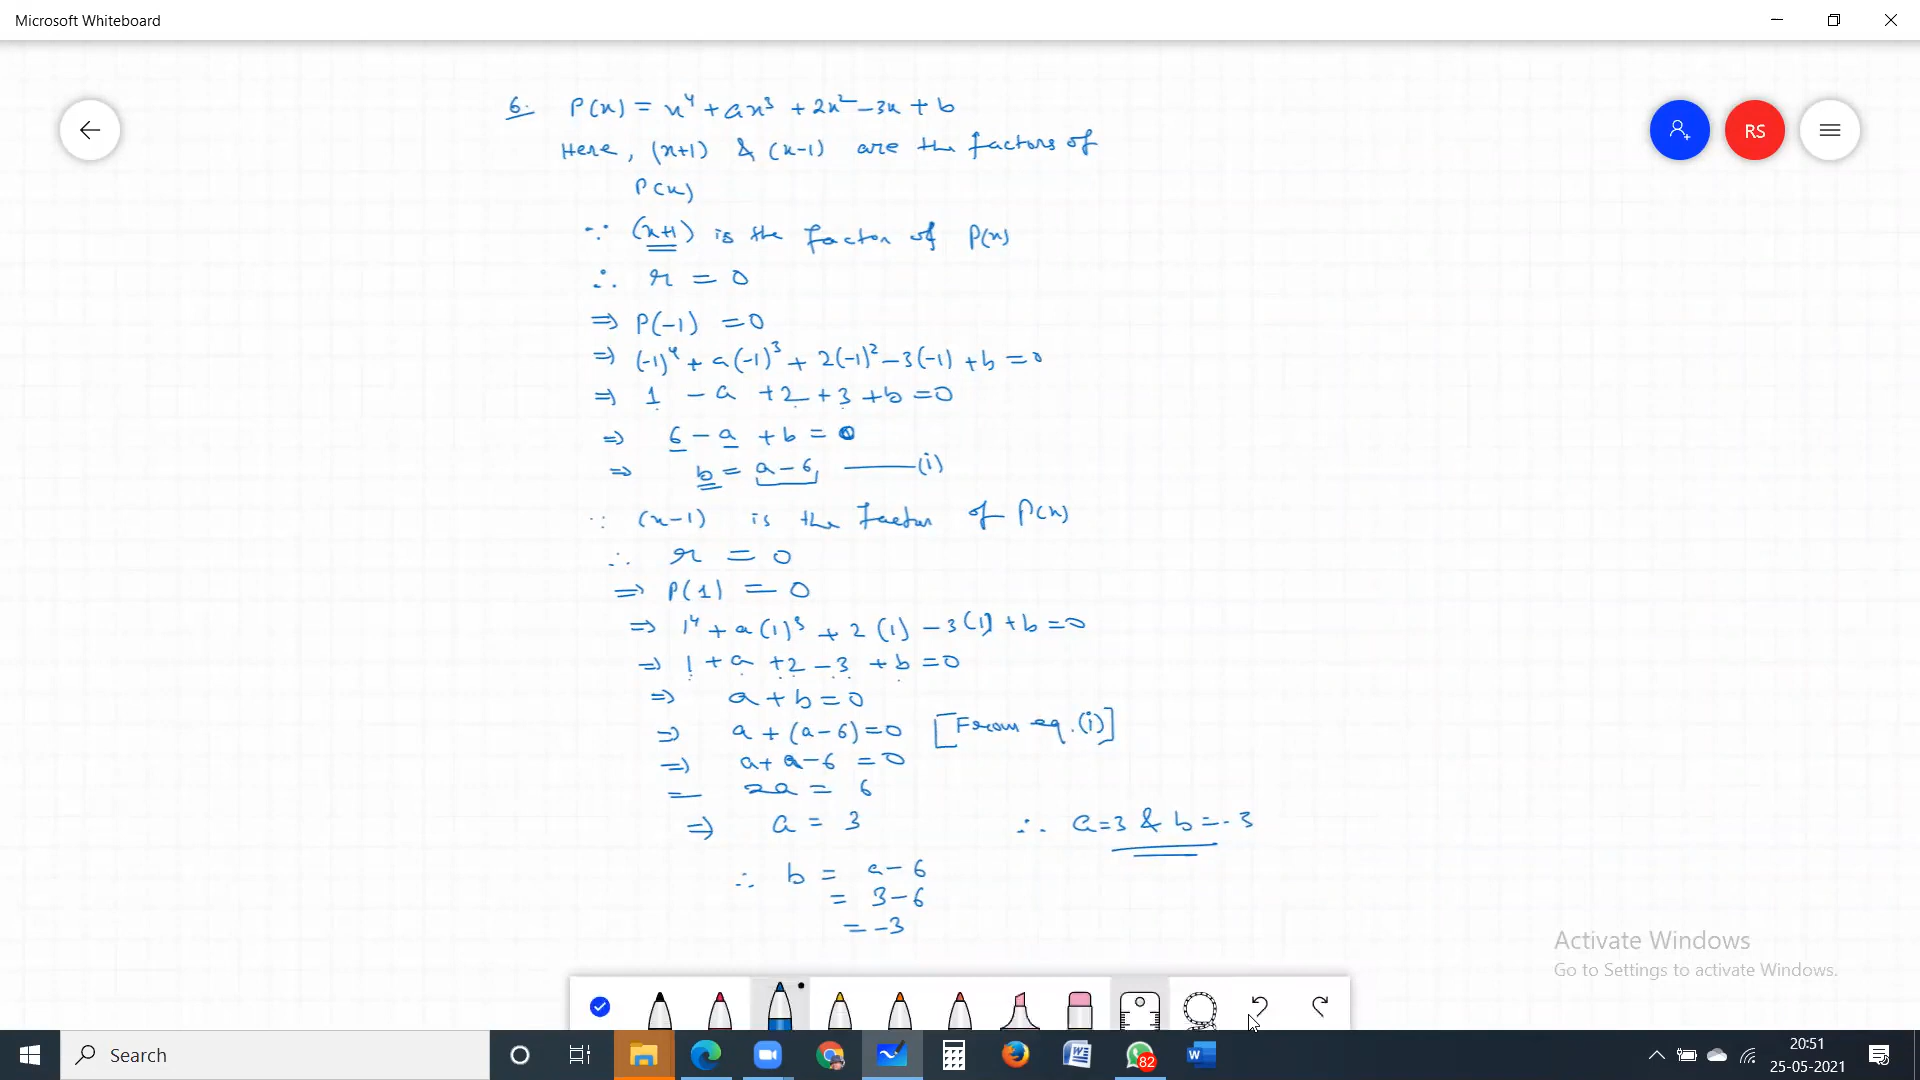 Microsoft Whiteboard
RS
6. P(x) = x⁴ + ax³ + 2x² - 3x + b
Here, (x+1) & (x-1) are the factors of
P(x)
∵ (x+1) is the factor of P(x)
∴ r = 0
⇒ P(-1) = 0
⇒ (-1)⁴ + a(-1)³ + 2(-1)² - 3(-1) + b = 0
⇒ 1 - a + 2 + 3 + b = 0
⇒ 6 - a + b = 0
⇒ b = a - 6 ——— (i)
∵ (x-1) is the factor of P(x)
∴ r = 0
⇒ P(1) = 0
⇒ 1⁴ + a(1)³ + 2(1) - 3(1) + b = 0
⇒ 1 + a + 2 - 3 + b = 0
⇒ a + b = 0
⇒ a + (a-6) = 0 [From eq.(i)]
⇒ a + a - 6 = 0
= 2a = 6
⇒ a = 3
∴ a=3 & b=-3
∴ b = a - 6
= 3 - 6
= -3
Activate Windows
Go to Settings to activate Windows.
Search
82
20:51
25-05-2021